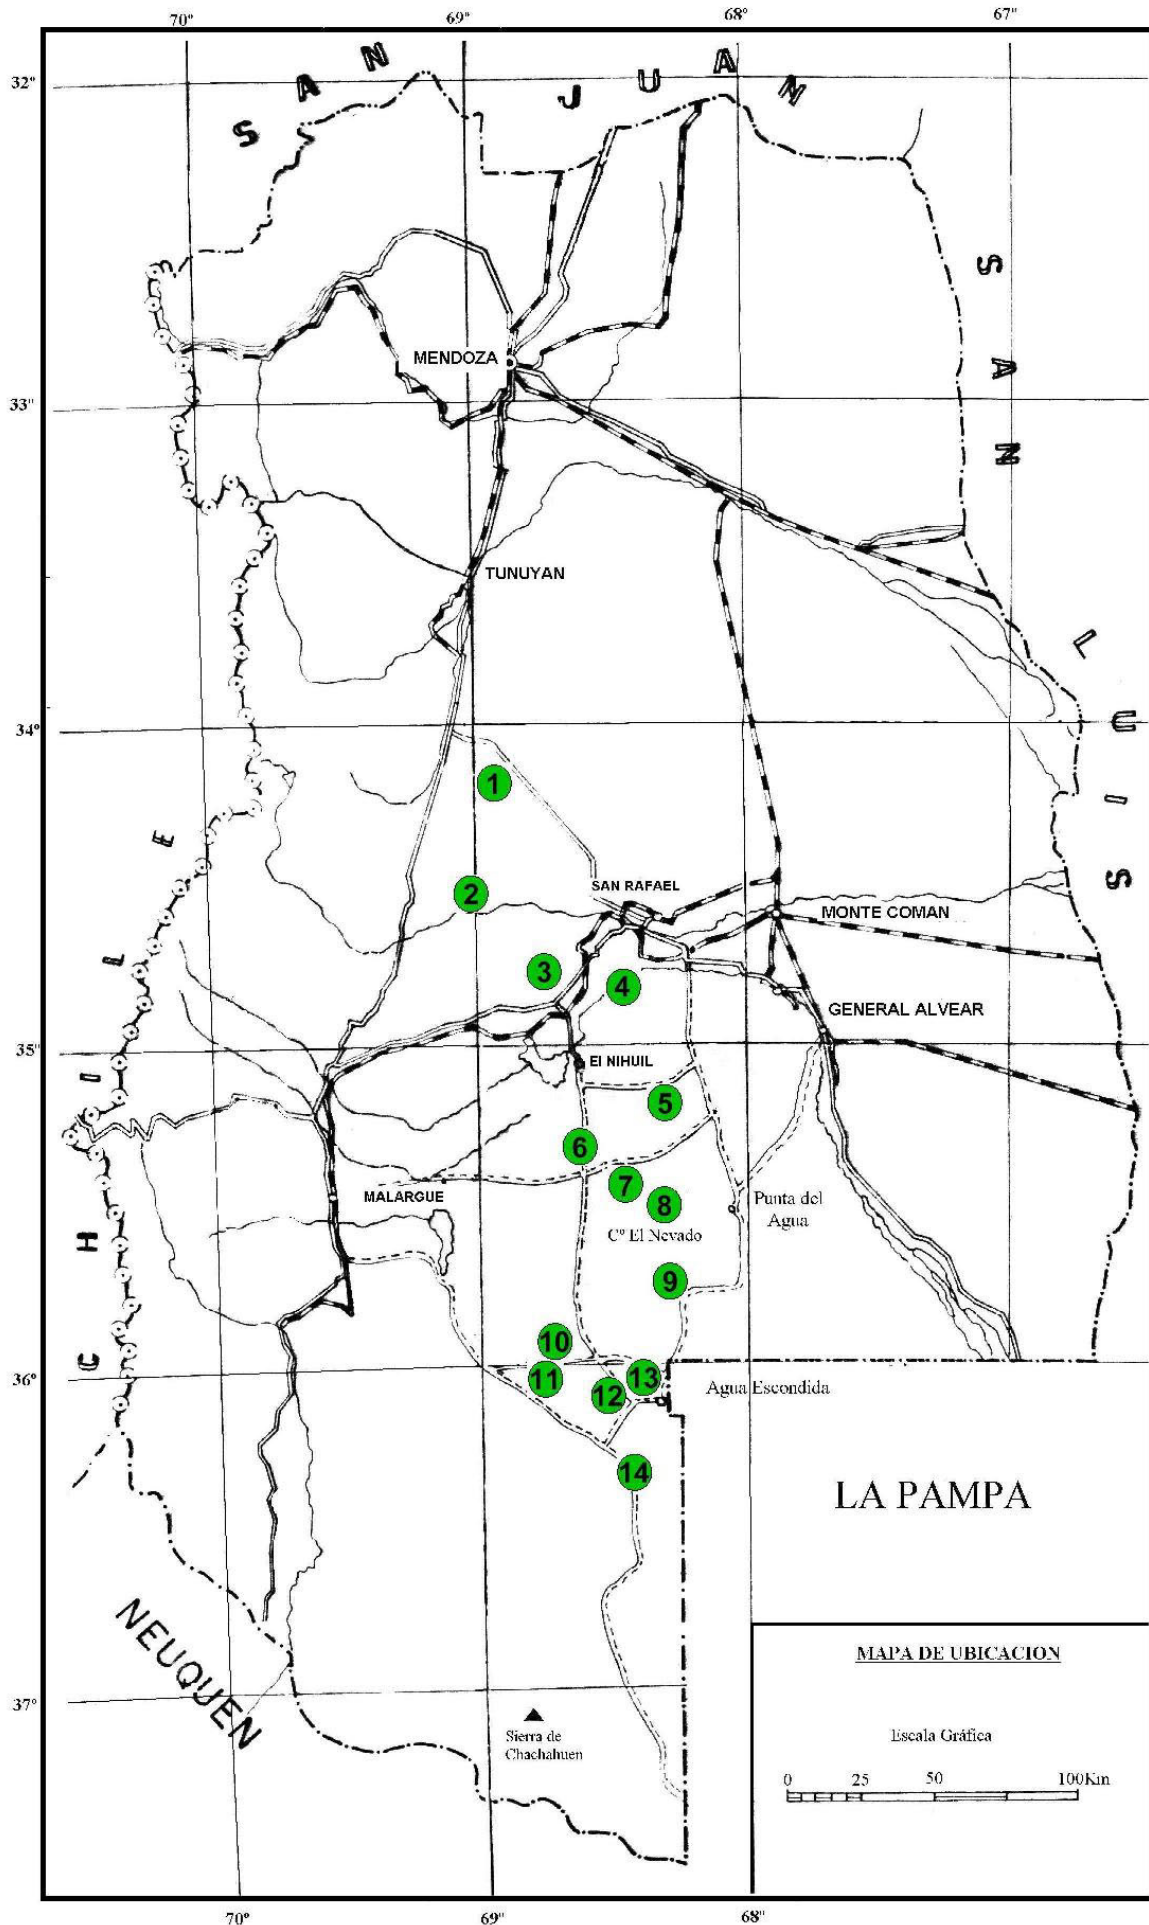 70°
69°
68°
67°
32°
SAN JUAN
SAN LUIS
MENDOZA
33°
TUNUYAN
34°
1
2
SAN RAFAEL
MONTE COMAN
3
4
GENERAL ALVEAR
35°
El NIHUIL
5
6
7
MALARGUE
8
Punta del
Agua
Cº El Nevado
9
CHILE
10
36°
11
12
13
Agua Escondida
14
LA PAMPA
NEUQUEN
MAPA DE UBICACION
37°
Sierra de
Chachahuen
Escala Gráfica
0 25 50 100Km
70°
69°
68°